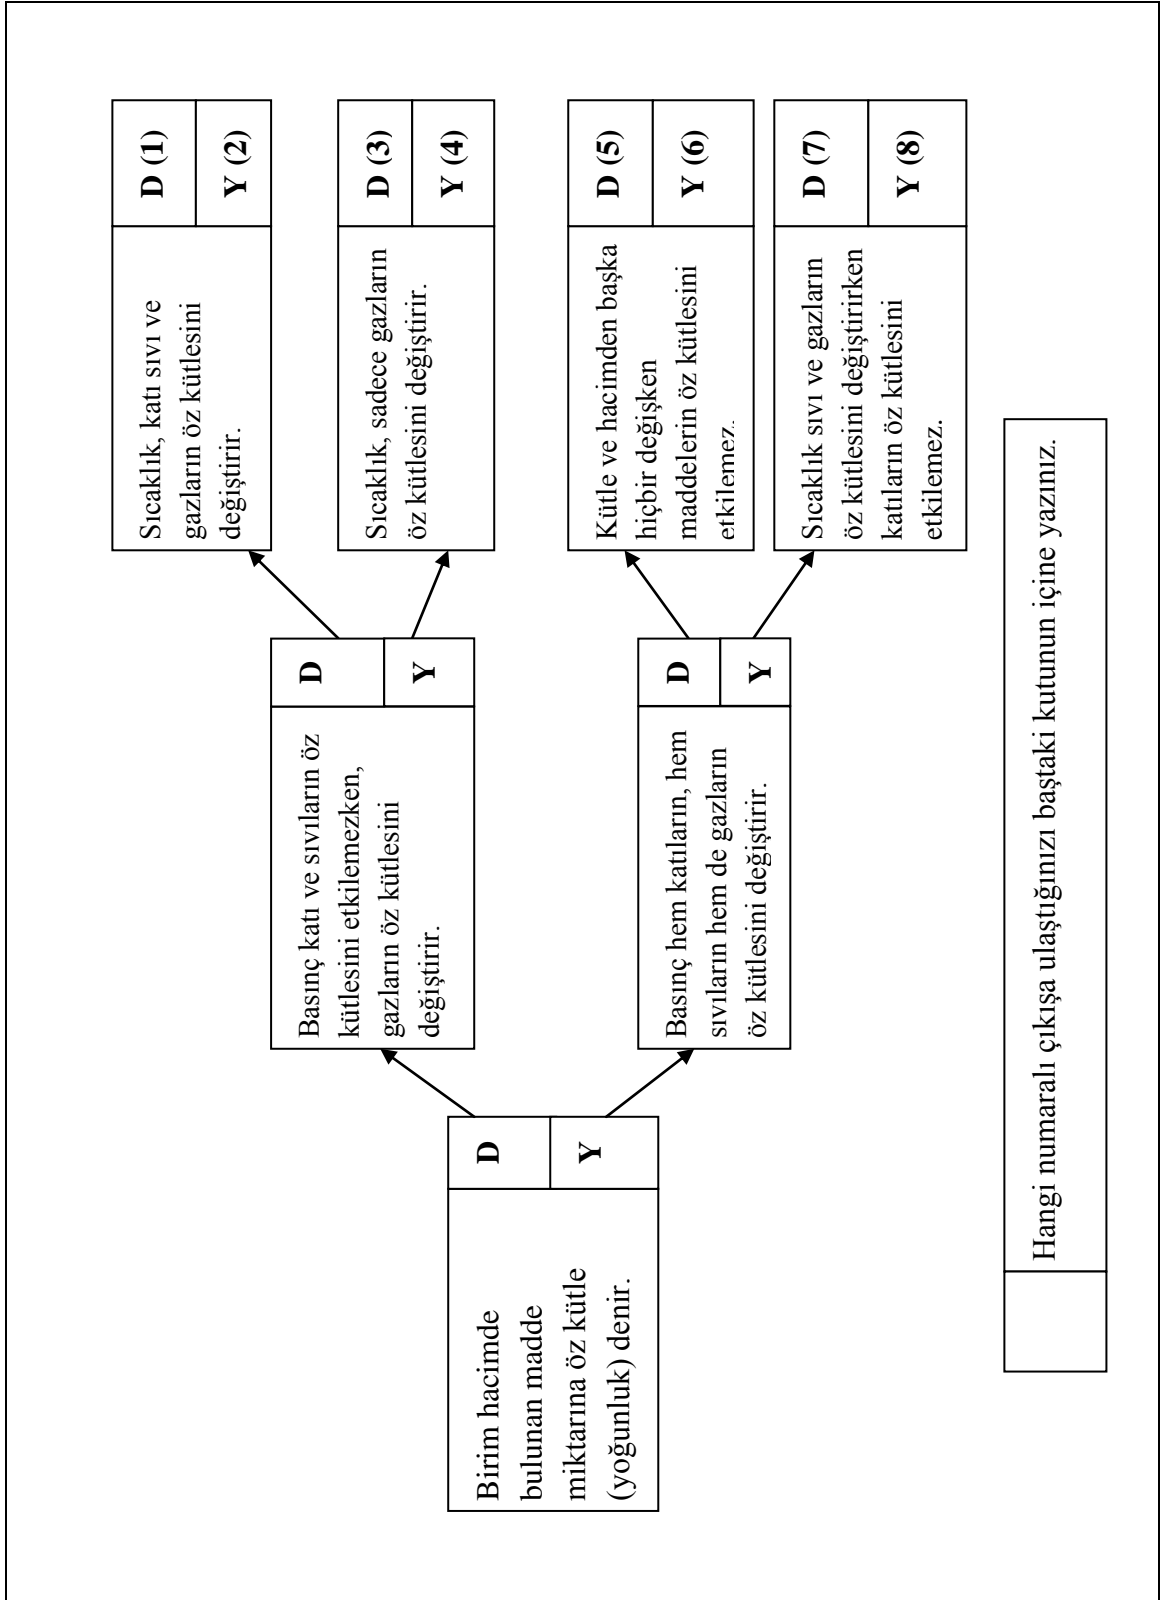 Birim hacimde
bulunan madde
miktarına öz kütle
(yoğunluk) denir.
D
Y
Basınç katı ve sıvıların öz
kütlesini etkilemezken,
gazların öz kütlesini
değiştirir.
D
Y
Basınç hem katıların, hem
sıvıların hem de gazların
öz kütlesini değiştirir.
D
Y
Sıcaklık, katı sıvı ve
gazların öz kütlesini
değiştirir.
D (1)
Y (2)
Sıcaklık, sadece gazların
öz kütlesini değiştirir.
D (3)
Y (4)
Kütle ve hacimden başka
hiçbir değişken
maddelerin öz kütlesini
etkilemez.
D (5)
Y (6)
Sıcaklık sıvı ve gazların
öz kütlesini değiştirirken
katıların öz kütlesini
etkilemez.
D (7)
Y (8)
Hangi numaralı çıkışa ulaştığınızı baştaki kutunun içine yazınız.